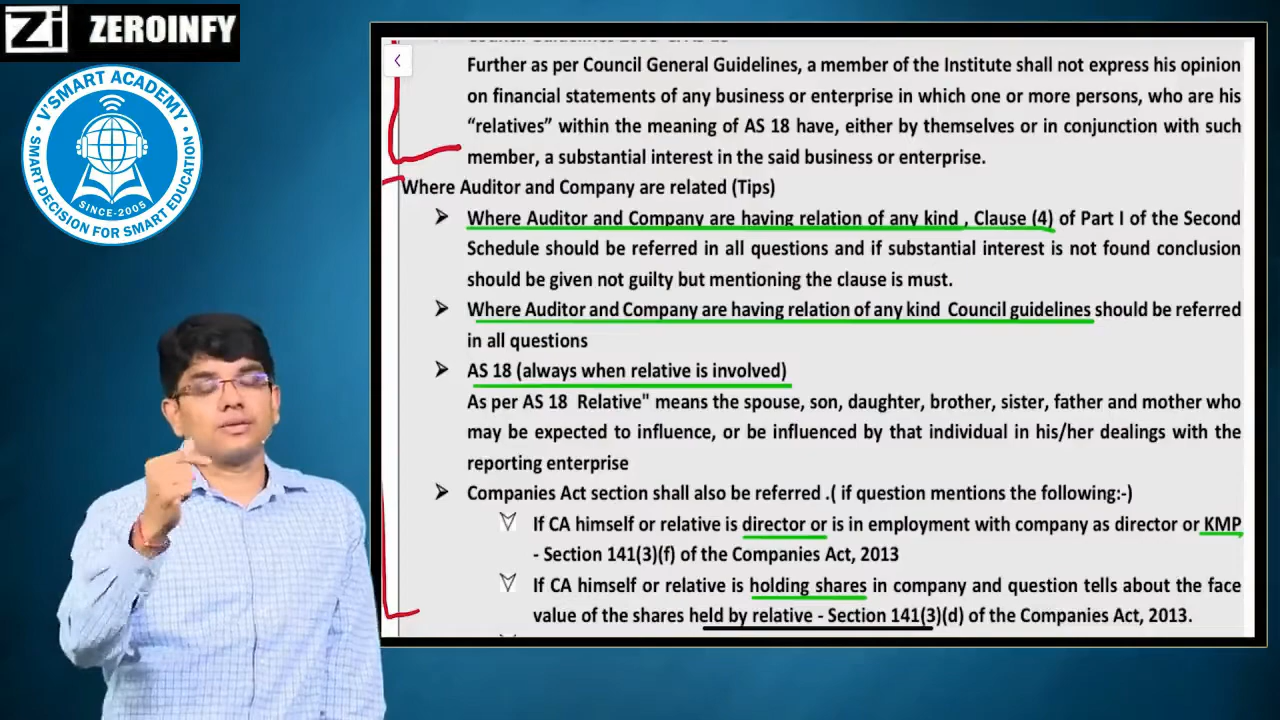 Zi ZEROINFY
V'SMART ACADEMY
SINCE-2005
SMART DECISION FOR SMART EDUCATION
Further as per Council General Guidelines, a member of the Institute shall not express his opinion
on financial statements of any business or enterprise in which one or more persons, who are his
“relatives” within the meaning of AS 18 have, either by themselves or in conjunction with such
member, a substantial interest in the said business or enterprise.
Where Auditor and Company are related (Tips)
Where Auditor and Company are having relation of any kind , Clause (4) of Part I of the Second
Schedule should be referred in all questions and if substantial interest is not found conclusion
should be given not guilty but mentioning the clause is must.
Where Auditor and Company are having relation of any kind Council guidelines should be referred
in all questions
AS 18 (always when relative is involved)
As per AS 18 Relative" means the spouse, son, daughter, brother, sister, father and mother who
may be expected to influence, or be influenced by that individual in his/her dealings with the
reporting enterprise
Companies Act section shall also be referred .( if question mentions the following:-)
If CA himself or relative is director or is in employment with company as director or KMP
- Section 141(3)(f) of the Companies Act, 2013
If CA himself or relative is holding shares in company and question tells about the face
value of the shares held by relative - Section 141(3)(d) of the Companies Act, 2013.